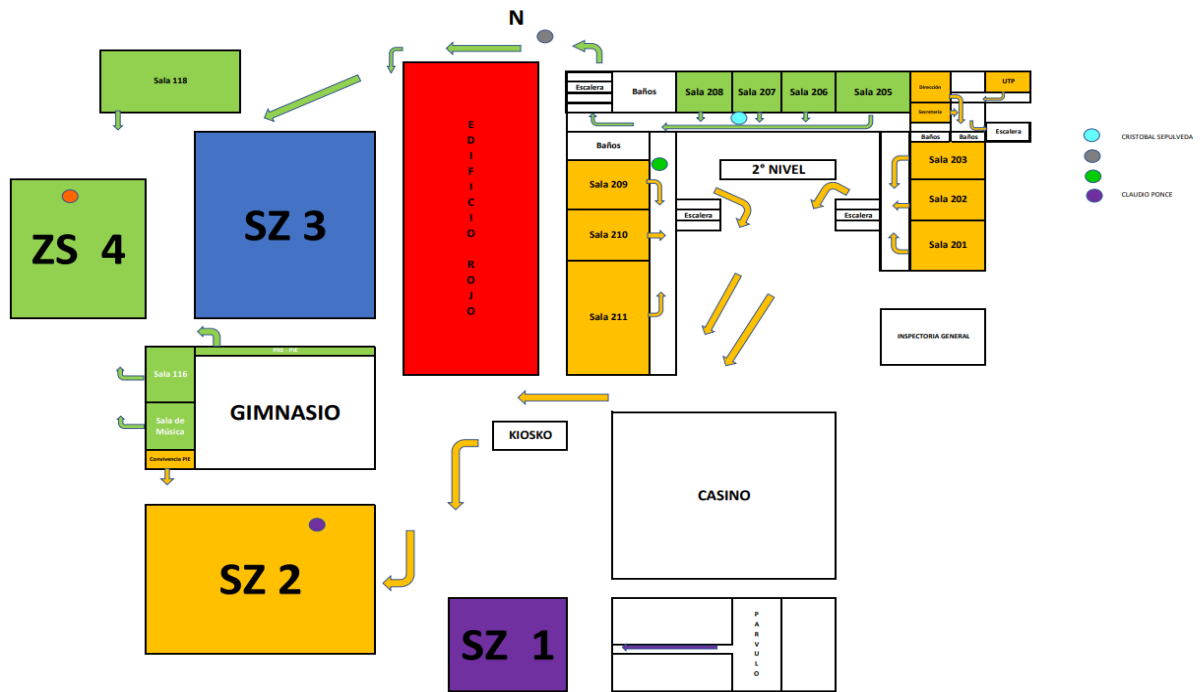 N
Sala 118
Escalera
Baños
Sala 208
Sala 207
Sala 206
Sala 205
Dirección
UTP
Secretaría
Escalera
Baños
Baños
CRISTOBAL SEPULVEDA
CLAUDIO PONCE
Baños
2° NIVEL
Sala 209
Sala 210
Sala 211
Escalera
Escalera
Sala 203
Sala 202
Sala 201
INSPECTORIA GENERAL
ZS 4
SZ 3
EDIFICIO ROJO
PRE - PIE
Sala 116
Sala de
Música
Convivencia PIE
GIMNASIO
KIOSKO
CASINO
SZ 2
SZ 1
PARVULO